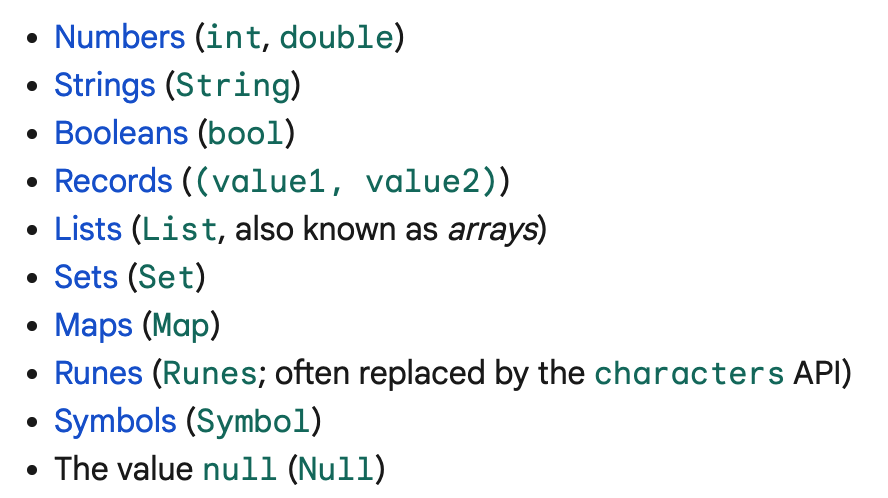 • Numbers (int, double)
• Strings (String)
• Booleans (bool)
• Records ((value1, value2))
• Lists (List, also known as arrays)
• Sets (Set)
• Maps (Map)
• Runes (Runes; often replaced by the characters API)
• Symbols (Symbol)
• The value null (Null)